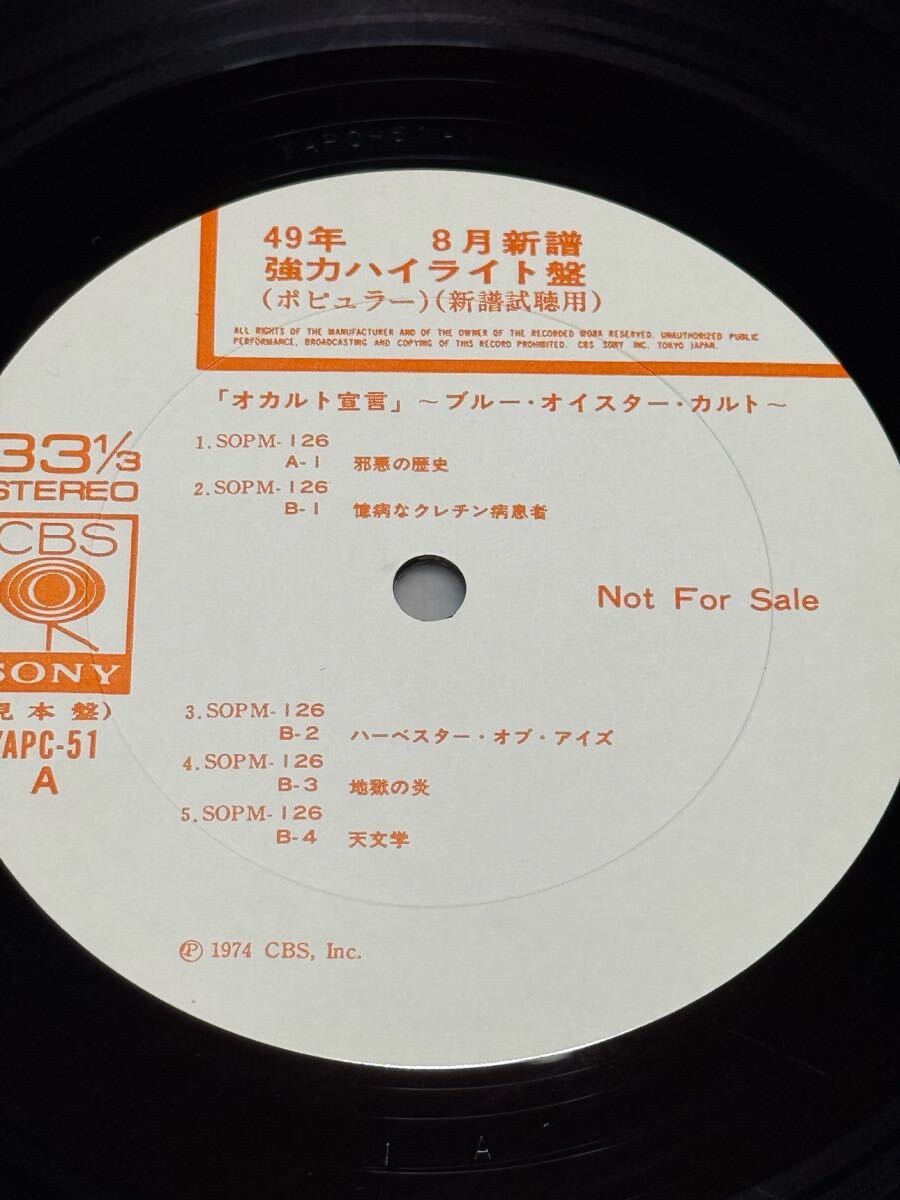 49年 8月新譜
強力ハイライト盤
(ポピュラー)(新譜試聴用)
ALL RIGHTS OF THE MANUFACTURER AND OF THE OWNER OF THE RECORDED WORK RESERVED. UNAUTHORIZED PUBLIC
PERFORMANCE, BROADCASTING AND COPYING OF THIS RECORD PROHIBITED. CBS SONY INC. TOKYO JAPAN.
「オカルト宣言」～ブルー・オイスター・カルト～
33⅓
STEREO
CBS
SONY
見本盤)
YAPC-51
A
1. SOPM-126
A-1 邪悪の歴史
2. SOPM-126
B-1 憶病なクレチン病患者
Not For Sale
3. SOPM-126
B-2 ハーベスター・オブ・アイズ
4. SOPM-126
B-3 地獄の炎
5. SOPM-126
B-4 天文学
Ⓟ 1974 CBS, Inc.
1 A